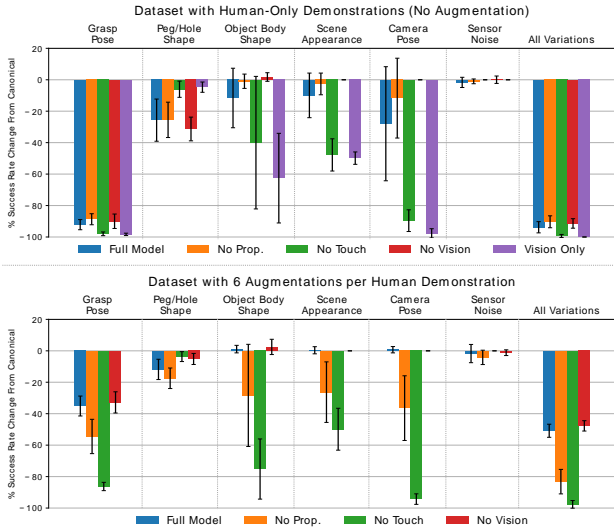 Dataset with Human-Only Demonstrations (No Augmentation)
Grasp Pose
Peg/Hole Shape
Object Body Shape
Scene Appearance
Camera Pose
Sensor Noise
All Variations
% Success Rate Change From Canonical
20
0
−20
−40
−60
−80
−100
Full Model
No Prop.
No Touch
No Vision
Vision Only
Dataset with 6 Augmentations per Human Demonstration
Grasp Pose
Peg/Hole Shape
Object Body Shape
Scene Appearance
Camera Pose
Sensor Noise
All Variations
% Success Rate Change From Canonical
20
0
−20
−40
−60
−80
−100
Full Model
No Prop.
No Touch
No Vision